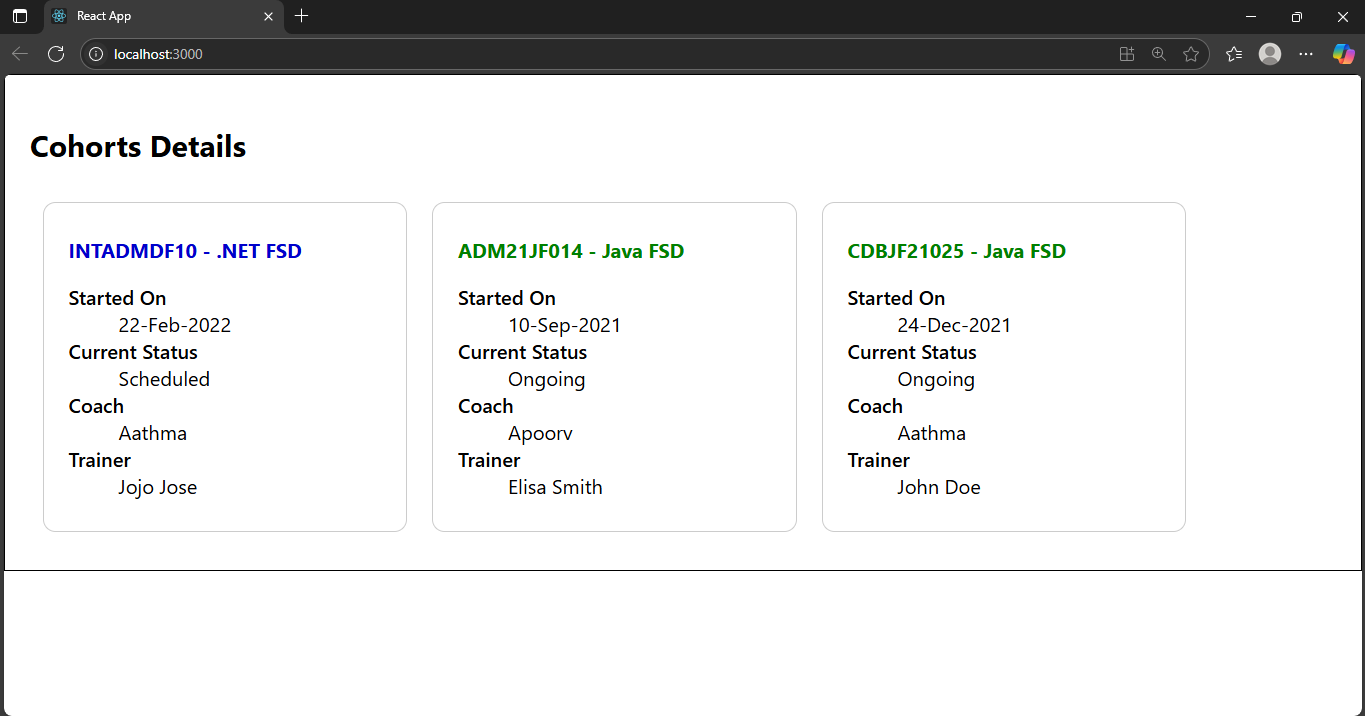 React App
localhost:3000
Cohorts Details
INTADMDF10 - .NET FSD
Started On
22-Feb-2022
Current Status
Scheduled
Coach
Aathma
Trainer
Jojo Jose
ADM21JF014 - Java FSD
Started On
10-Sep-2021
Current Status
Ongoing
Coach
Apoorv
Trainer
Elisa Smith
CDBJF21025 - Java FSD
Started On
24-Dec-2021
Current Status
Ongoing
Coach
Aathma
Trainer
John Doe